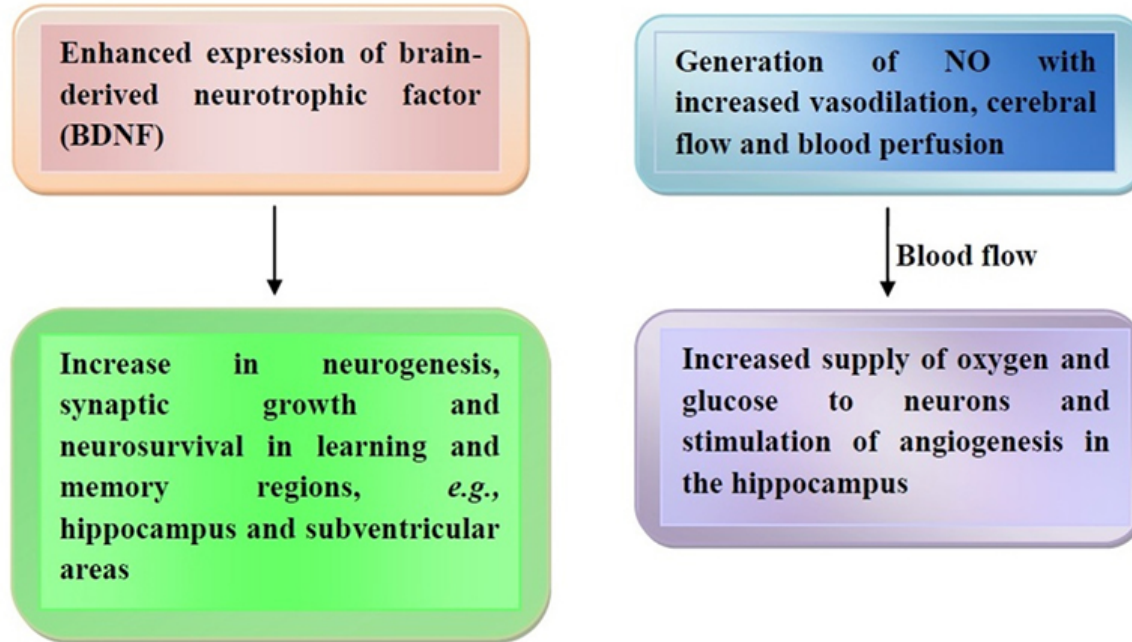 Enhanced expression of brain-
derived neurotrophic factor
(BDNF)
Increase in neurogenesis,
synaptic growth and
neurosurvival in learning and
memory regions, e.g.,
hippocampus and subventricular
areas
Generation of NO with
increased vasodilation, cerebral
flow and blood perfusion
Blood flow
Increased supply of oxygen and
glucose to neurons and
stimulation of angiogenesis in
the hippocampus